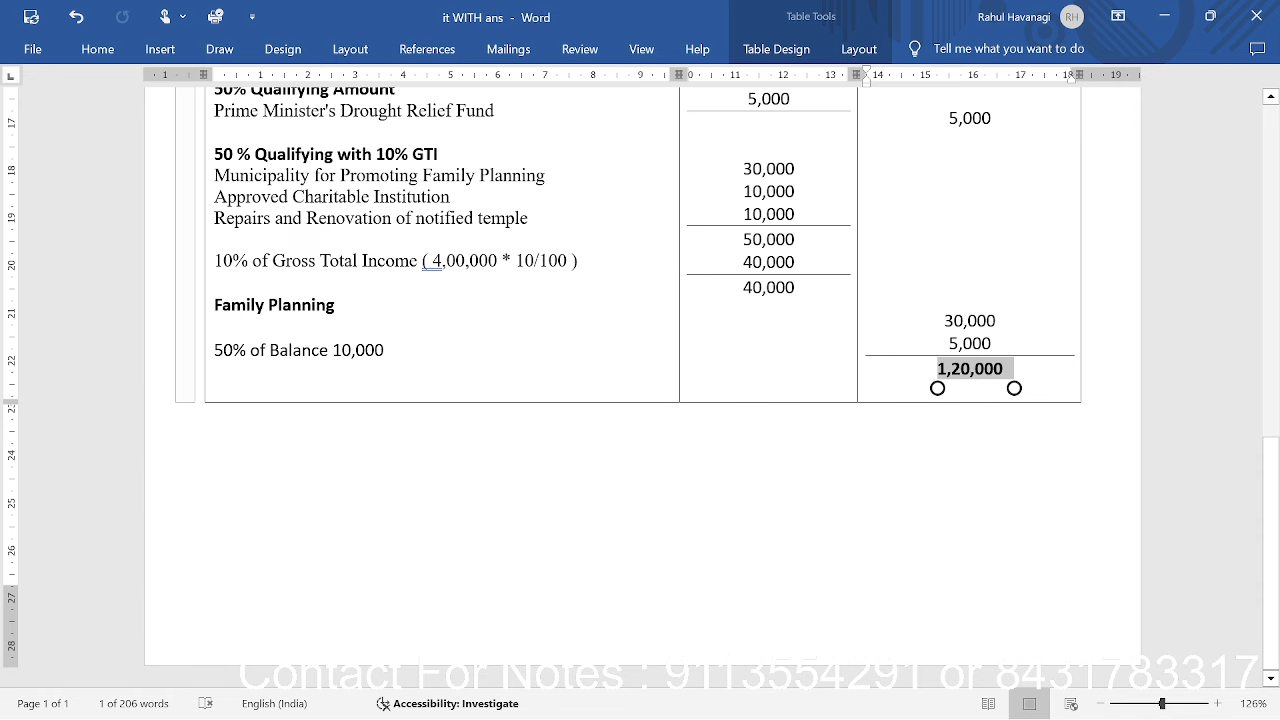 it WITH ans - Word
Table Tools
Rahul Havanagi RH
File Home Insert Draw Design Layout References Mailings Review View Help Table Design Layout Tell me what you want to do
50% Qualifying Amount
Prime Minister's Drought Relief Fund 5,000 5,000
50 % Qualifying with 10% GTI
Municipality for Promoting Family Planning 30,000
Approved Charitable Institution 10,000
Repairs and Renovation of notified temple 10,000
50,000
10% of Gross Total Income ( 4,00,000 * 10/100 ) 40,000
40,000
Family Planning 30,000
50% of Balance 10,000 5,000
1,20,000
Contact For Notes : 9113554291 or 8431783317
Page 1 of 1 1 of 206 words English (India) Accessibility: Investigate 126%